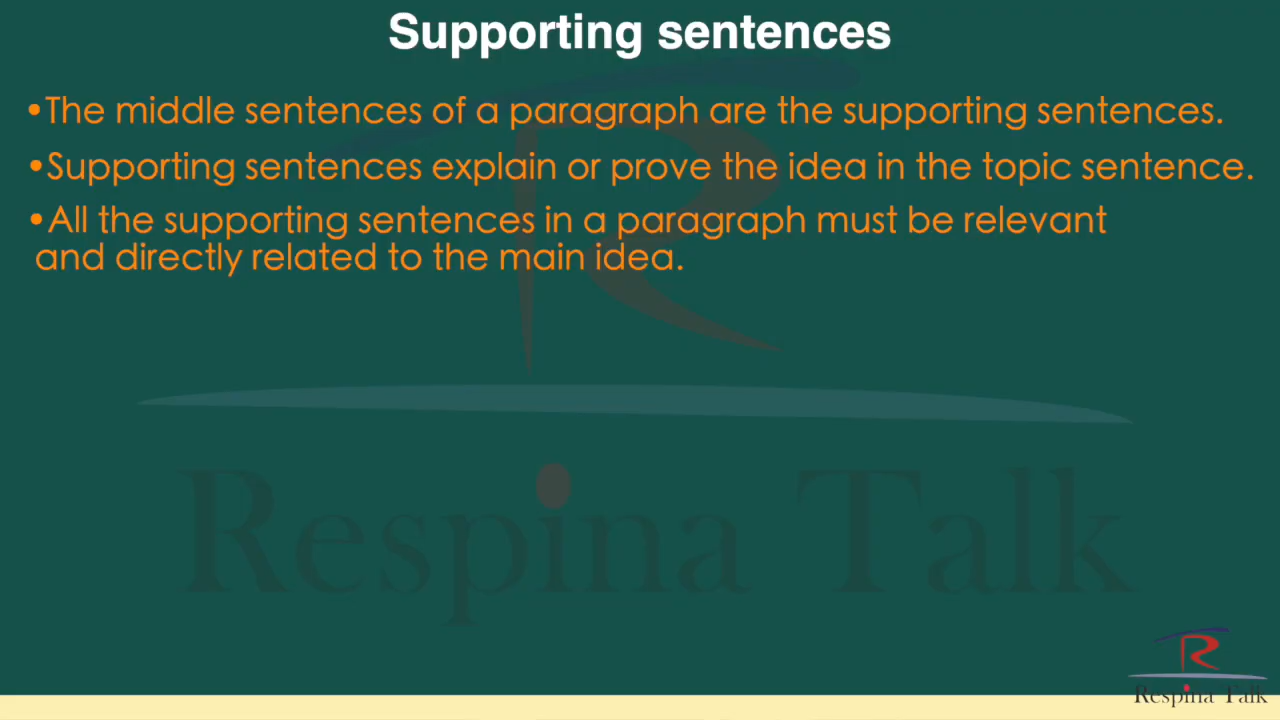 Supporting sentences
•The middle sentences of a paragraph are the supporting sentences.
•Supporting sentences explain or prove the idea in the topic sentence.
•All the supporting sentences in a paragraph must be relevant
and directly related to the main idea.
R
Respina Talk
R
Respina Talk